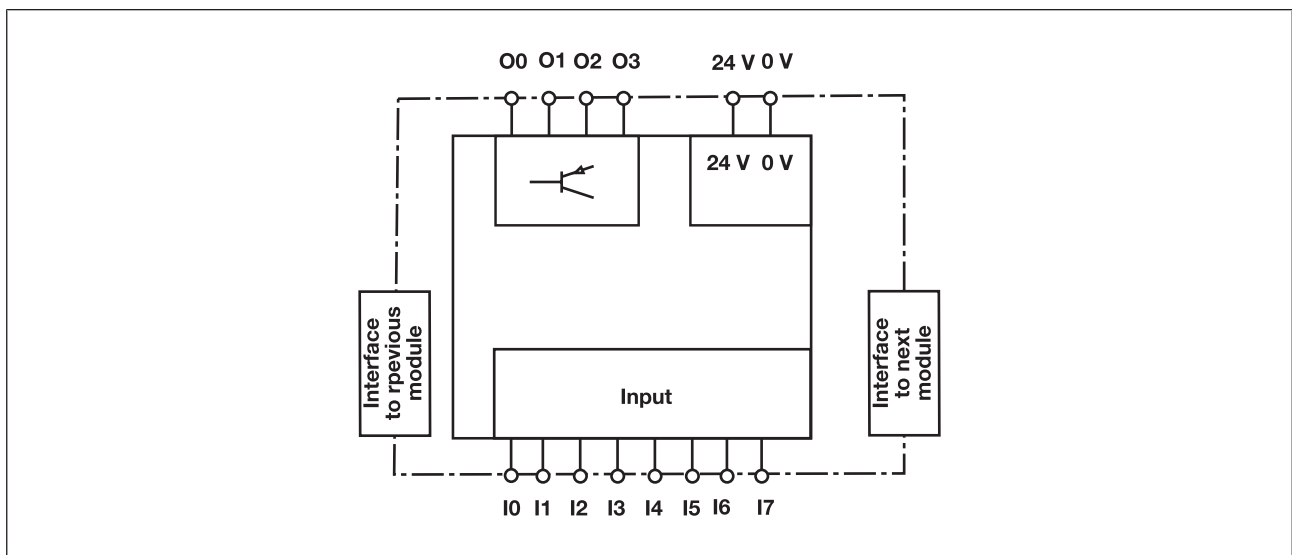 O0 O1 O2 O3 24 V 0 V
24 V 0 V
Interface
to rpevious
module
Interface
to next
module
Input
I0 I1 I2 I3 I4 I5 I6 I7